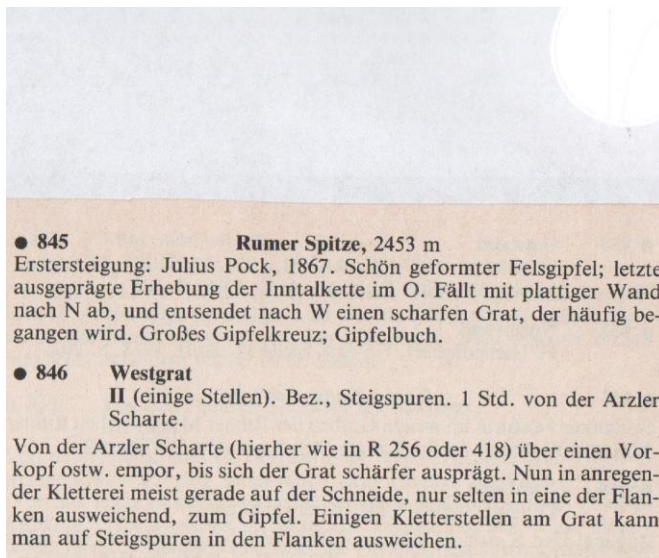 ● 845 Rumer Spitze, 2453 m
Erstersteigung: Julius Pock, 1867. Schön geformter Felsgipfel; letzte
ausgeprägte Erhebung der Inntalkette im O. Fällt mit plattiger Wand
nach N ab, und entsendet nach W einen scharfen Grat, der häufig be-
gangen wird. Großes Gipfelkreuz; Gipfelbuch.
● 846 Westgrat
II (einige Stellen). Bez., Steigspuren. 1 Std. von der Arzler
Scharte.
Von der Arzler Scharte (hierher wie in R 256 oder 418) über einen Vor-
kopf ostw. empor, bis sich der Grat schärfer ausprägt. Nun in anregen-
der Kletterei meist gerade auf der Schneide, nur selten in eine der Flan-
ken ausweichend, zum Gipfel. Einigen Kletterstellen am Grat kann
man auf Steigspuren in den Flanken ausweichen.